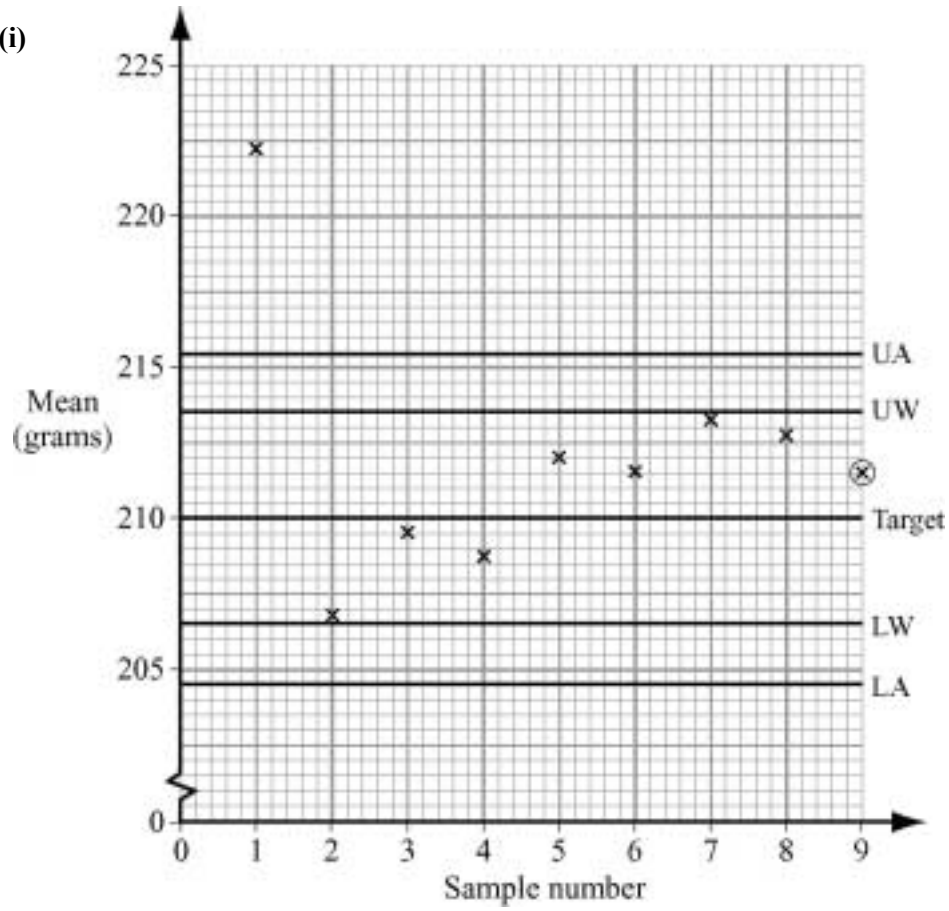 (i)
225
220
215
210
205
0
Mean
(grams)
UA
UW
Target
LW
LA
0 1 2 3 4 5 6 7 8 9
Sample number